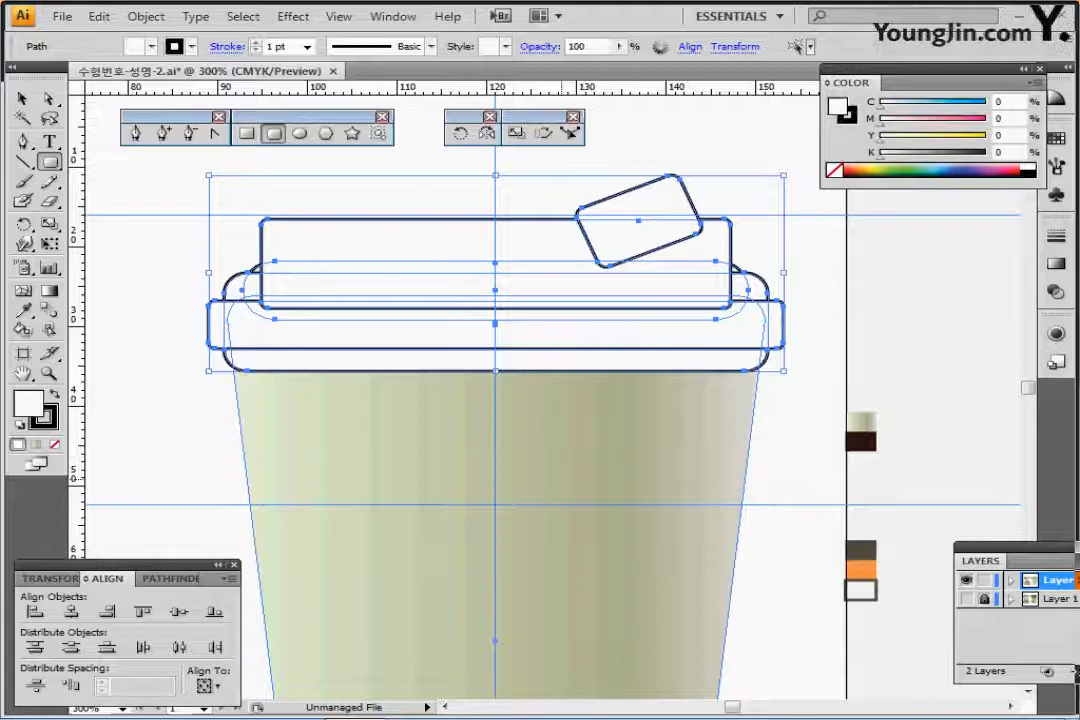 Ai File Edit Object Type Select Effect View Window Help Br ESSENTIALS
YoungJin.com Y.
Path Stroke: 1 pt Basic Style: Opacity: 100 % Align Transform
수험번호-성명-2.ai* @ 300% (CMYK/Preview) ×
80 90 100 110 120 130 140 150
COLOR
C 0 %
M 0 %
Y 0 %
K 0 %
TRANSFOR ALIGN PATHFINDE
Align Objects:
Distribute Objects:
Distribute Spacing: Align To:
LAYERS
Layer
Layer 1
2 Layers
300% 1 Unmanaged File